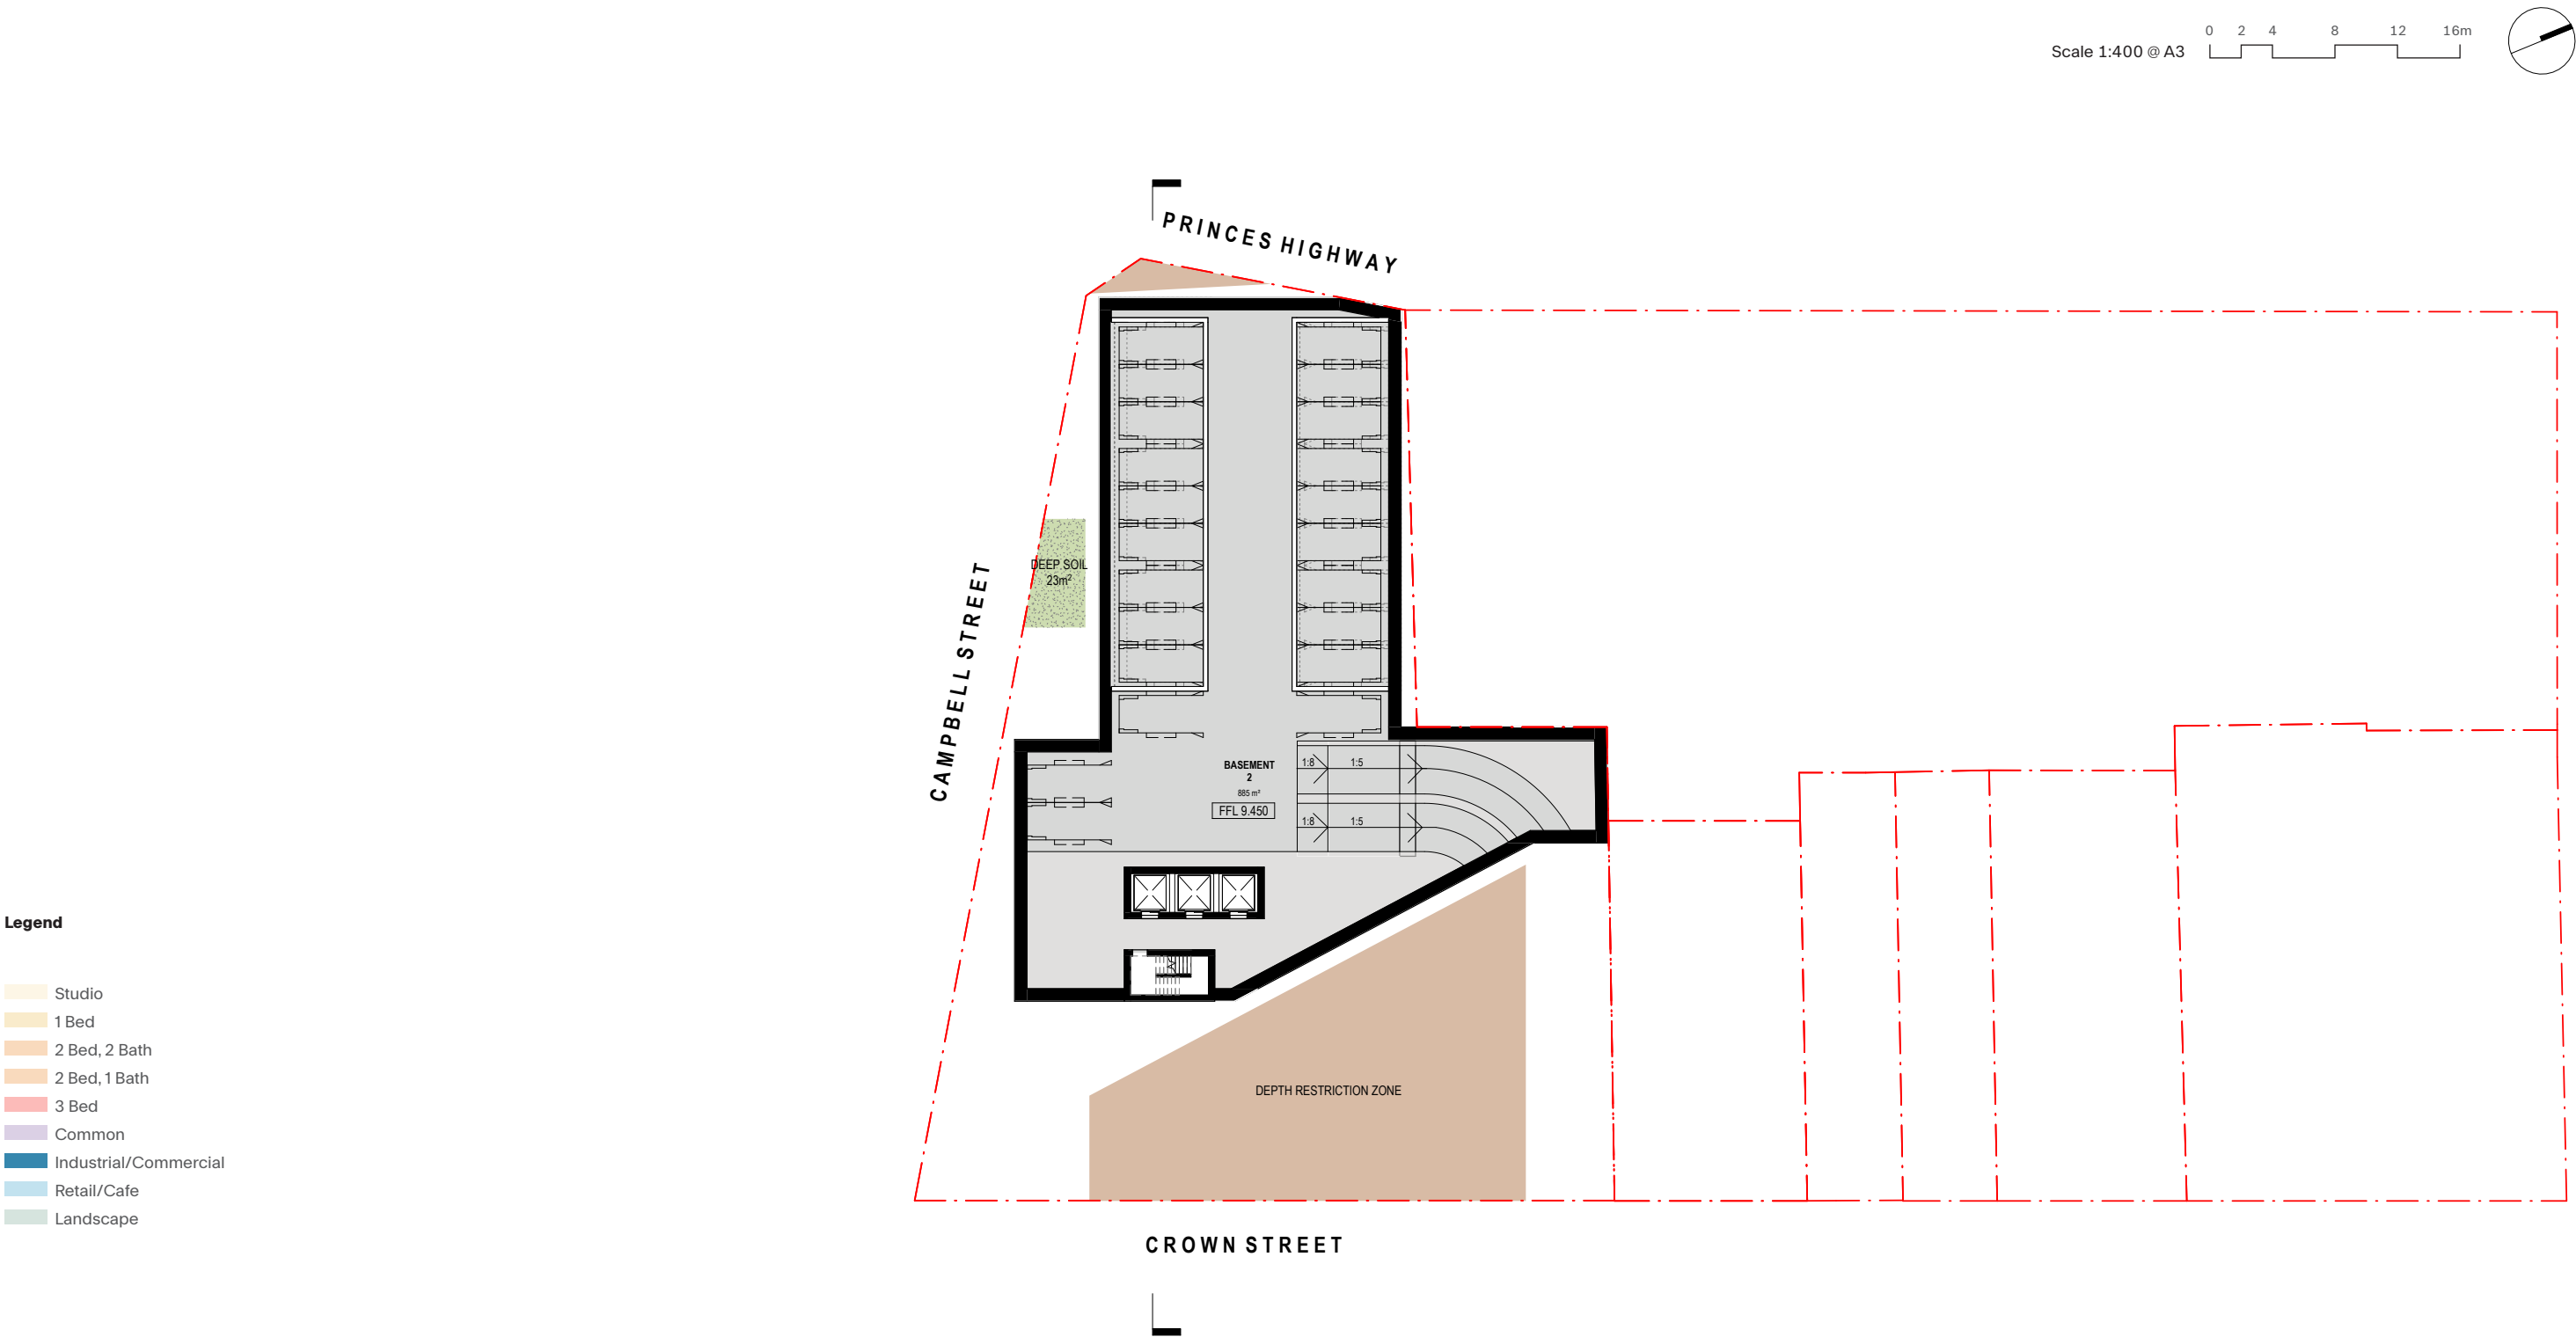 0 2 4 8 12 16m
Scale 1:400 @ A3
PRINCES HIGHWAY
DEEP SOIL
23m²
CAMPBELL STREET
BASEMENT
2
885 m²
FFL 9.450
1:8 1:5
1:8 1:5
DEPTH RESTRICTION ZONE
CROWN STREET
Legend
Studio
1 Bed
2 Bed, 2 Bath
2 Bed, 1 Bath
3 Bed
Common
Industrial/Commercial
Retail/Cafe
Landscape